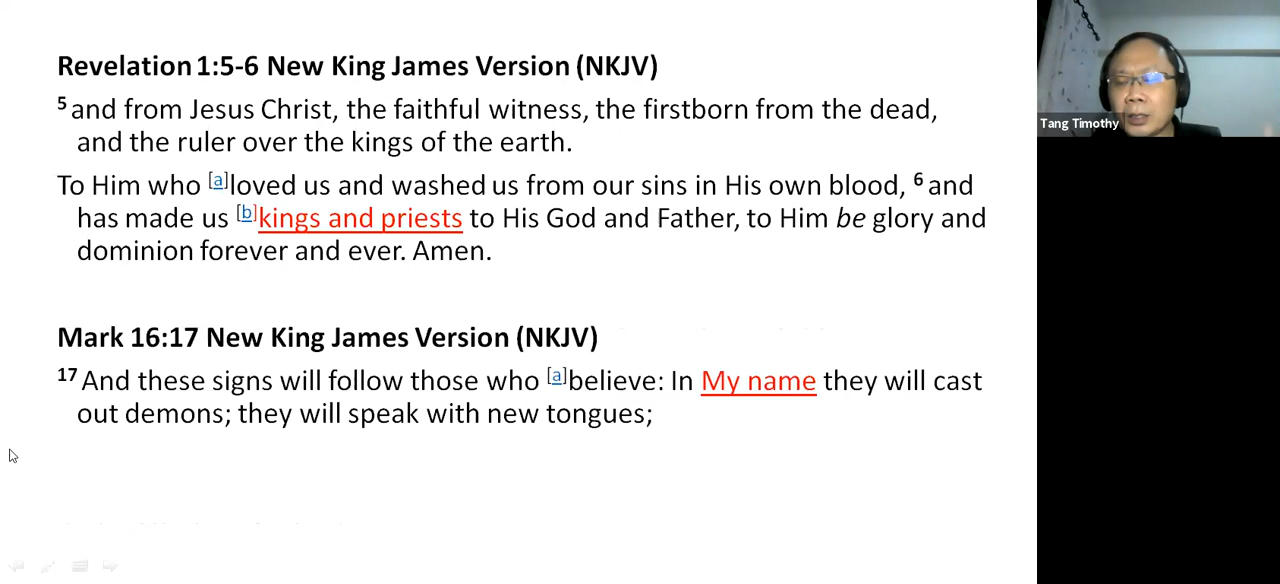 Revelation 1:5-6 New King James Version (NKJV)
5 and from Jesus Christ, the faithful witness, the firstborn from the dead,
and the ruler over the kings of the earth.
To Him who [a]loved us and washed us from our sins in His own blood, 6 and
has made us [b]kings and priests to His God and Father, to Him be glory and
dominion forever and ever. Amen.
Mark 16:17 New King James Version (NKJV)
17 And these signs will follow those who [a]believe: In My name they will cast
out demons; they will speak with new tongues;
Tang Timothy